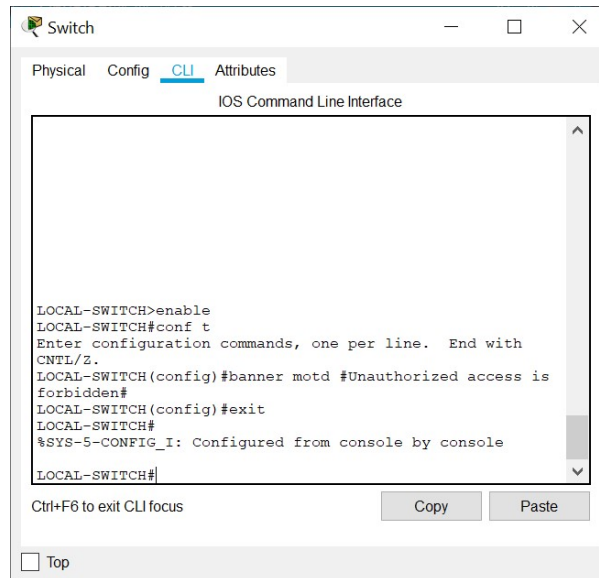 Switch
Physical Config CLI Attributes
IOS Command Line Interface
LOCAL-SWITCH>enable
LOCAL-SWITCH#conf t
Enter configuration commands, one per line.  End with
CNTL/Z.
LOCAL-SWITCH(config)#banner motd #Unauthorized access is
forbidden#
LOCAL-SWITCH(config)#exit
LOCAL-SWITCH#
%SYS-5-CONFIG_I: Configured from console by console
LOCAL-SWITCH#
Ctrl+F6 to exit CLI focus Copy Paste
Top